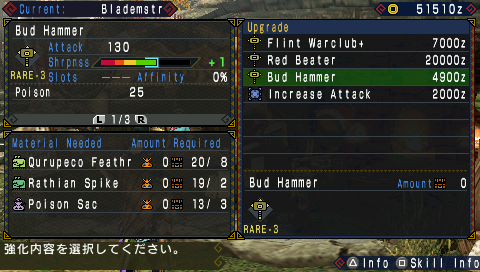 Current: Blademstr
51510z
Bud Hammer
Attack 130
Shrpnss +1
RARE-3 Slots --- Affinity 0%
Poison 25
L 1/3 R
Material Needed Amount Required
Qurupeco Feathr 0 20/ 8
Rathian Spike 0 19/ 2
Poison Sac 0 13/ 3
Upgrade
Flint Warclub+ 7000z
Red Beater 20000z
Bud Hammer 4900z
Increase Attack 2000z
Bud Hammer Amount 0
RARE-3
強化内容を選択してください。
Info Skill Info